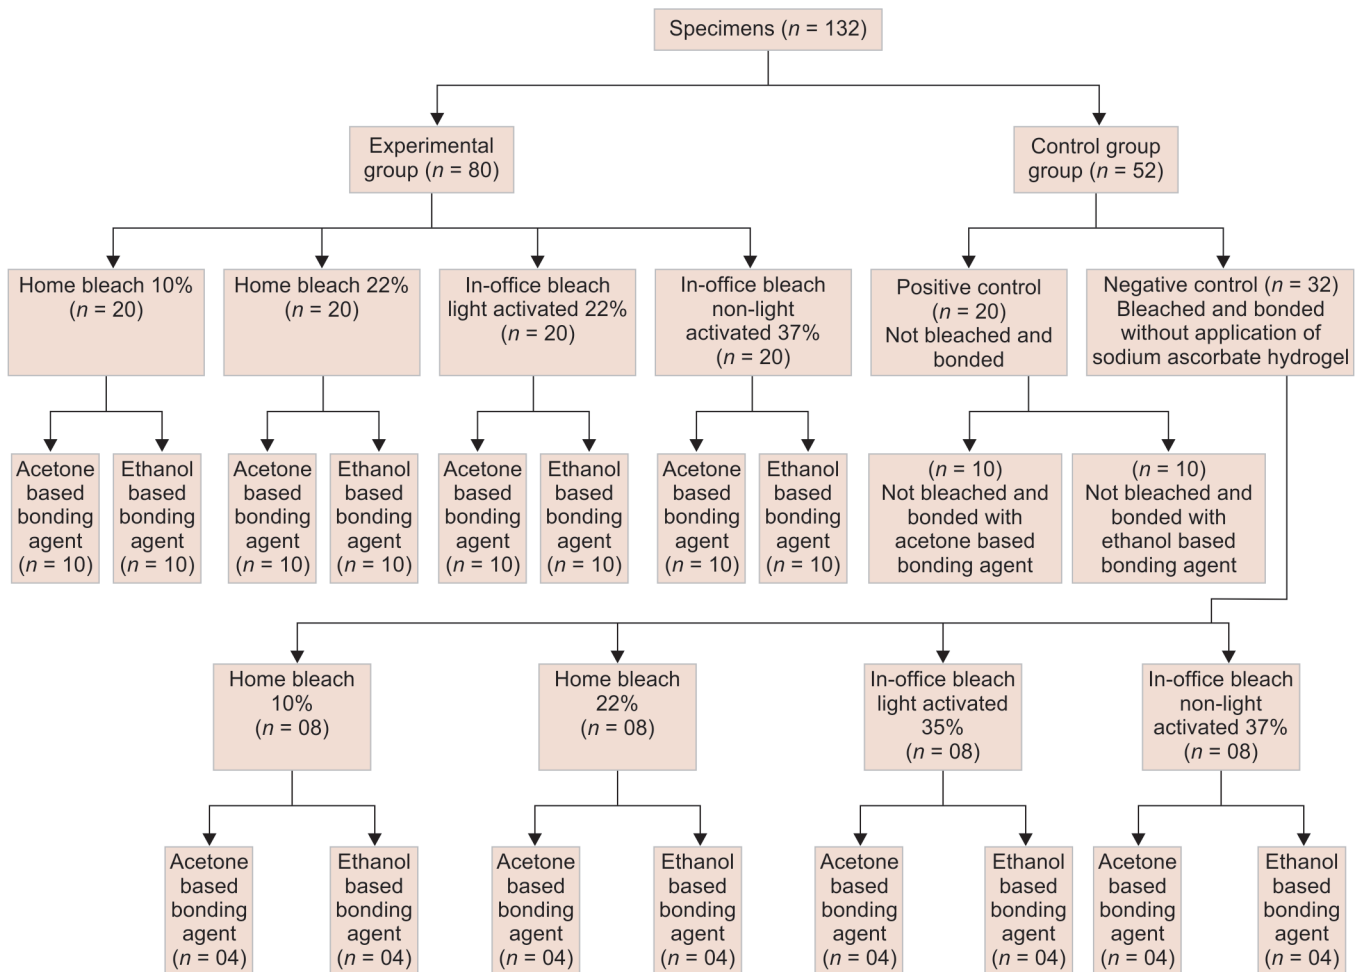 Specimens (n = 132)
Experimental
group (n = 80)
Control group
group (n = 52)
Home bleach 10%
(n = 20)
Home bleach 22%
(n = 20)
In-office bleach
light activated 22%
(n = 20)
In-office bleach
non-light
activated 37%
(n = 20)
Positive control
(n = 20)
Not bleached and
bonded
Negative control (n = 32)
Bleached and bonded
without application of
sodium ascorbate hydrogel
Acetone
based
bonding
agent
(n = 10)
Ethanol
based
bonding
agent
(n = 10)
Acetone
based
bonding
agent
(n = 10)
Ethanol
based
bonding
agent
(n = 10)
Acetone
based
bonding
agent
(n = 10)
Ethanol
based
bonding
agent
(n = 10)
Acetone
based
bonding
agent
(n = 10)
Ethanol
based
bonding
agent
(n = 10)
(n = 10)
Not bleached and
bonded with
acetone based
bonding agent
(n = 10)
Not bleached and
bonded with
ethanol based
bonding agent
Home bleach
10%
(n = 08)
Home bleach
22%
(n = 08)
In-office bleach
light activated
35%
(n = 08)
In-office bleach
non-light
activated 37%
(n = 08)
Acetone
based
bonding
agent
(n = 04)
Ethanol
based
bonding
agent
(n = 04)
Acetone
based
bonding
agent
(n = 04)
Ethanol
based
bonding
agent
(n = 04)
Acetone
based
bonding
agent
(n = 04)
Ethanol
based
bonding
agent
(n = 04)
Acetone
based
bonding
agent
(n = 04)
Ethanol
based
bonding
agent
(n = 04)